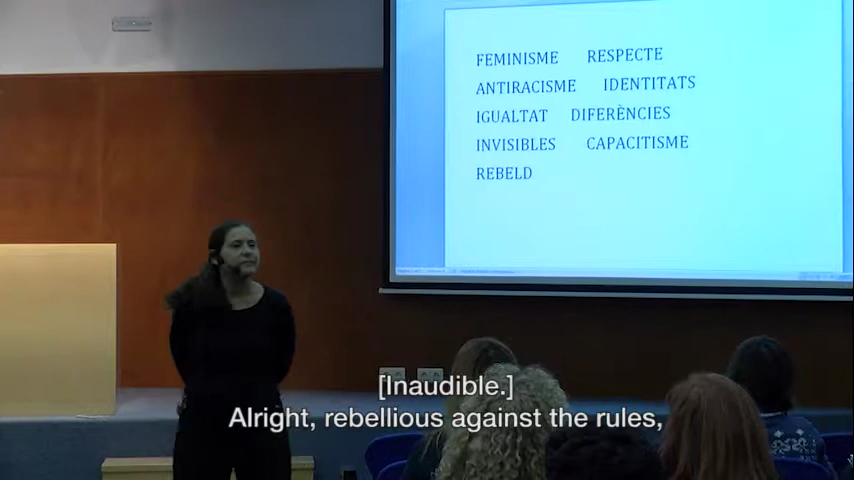 FEMINISME RESPECTE
ANTIRACISME IDENTITATS
IGUALTAT DIFERÈNCIES
INVISIBLES CAPACITISME
REBELD
[Inaudible.]
Alright, rebellious against the rules,